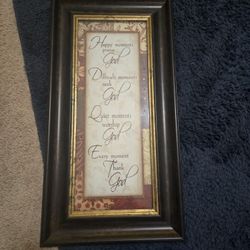 Happy moments,
praise
God
Difficult moments,
seek
God
Quiet moments,
worship
God
Every moment
Thank
God